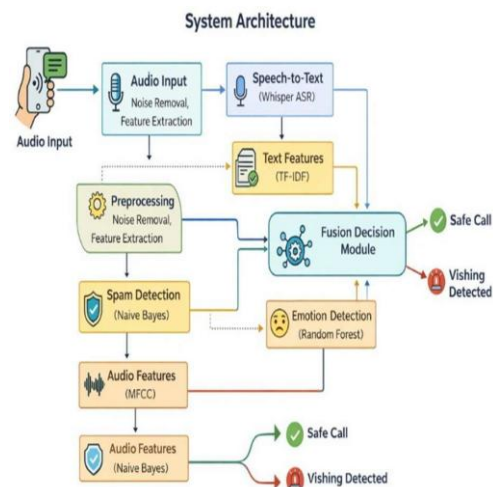 System Architecture
Audio Input
Audio Input
Noise Removal,
Feature Extraction
Speech-to-Text
(Whisper ASR)
Text Features
(TF-IDF)
Preprocessing
Noise Removal,
Feature Extraction
Fusion Decision
Module
Safe Call
Vishing
Detected
Spam Detection
(Naive Bayes)
Emotion Detection
(Random Forest)
Audio Features
(MFCC)
Audio Features
(Naive Bayes)
Safe Call
Vishing Detected